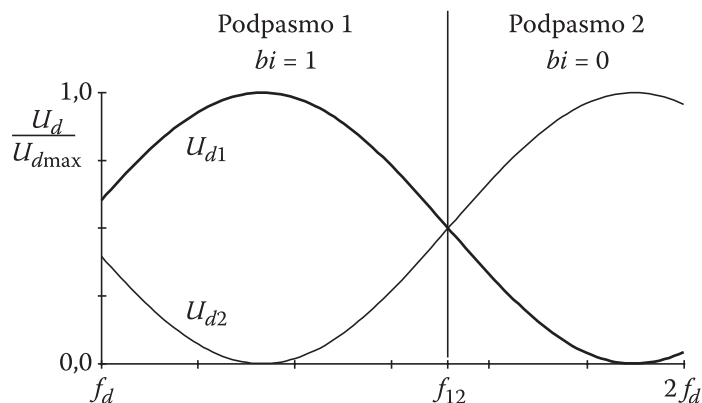 Podpasmo 1
bi = 1
Podpasmo 2
bi = 0
1,0
U_d
U_dmax
U_d1
U_d2
0,0
f_d
f_12
2f_d